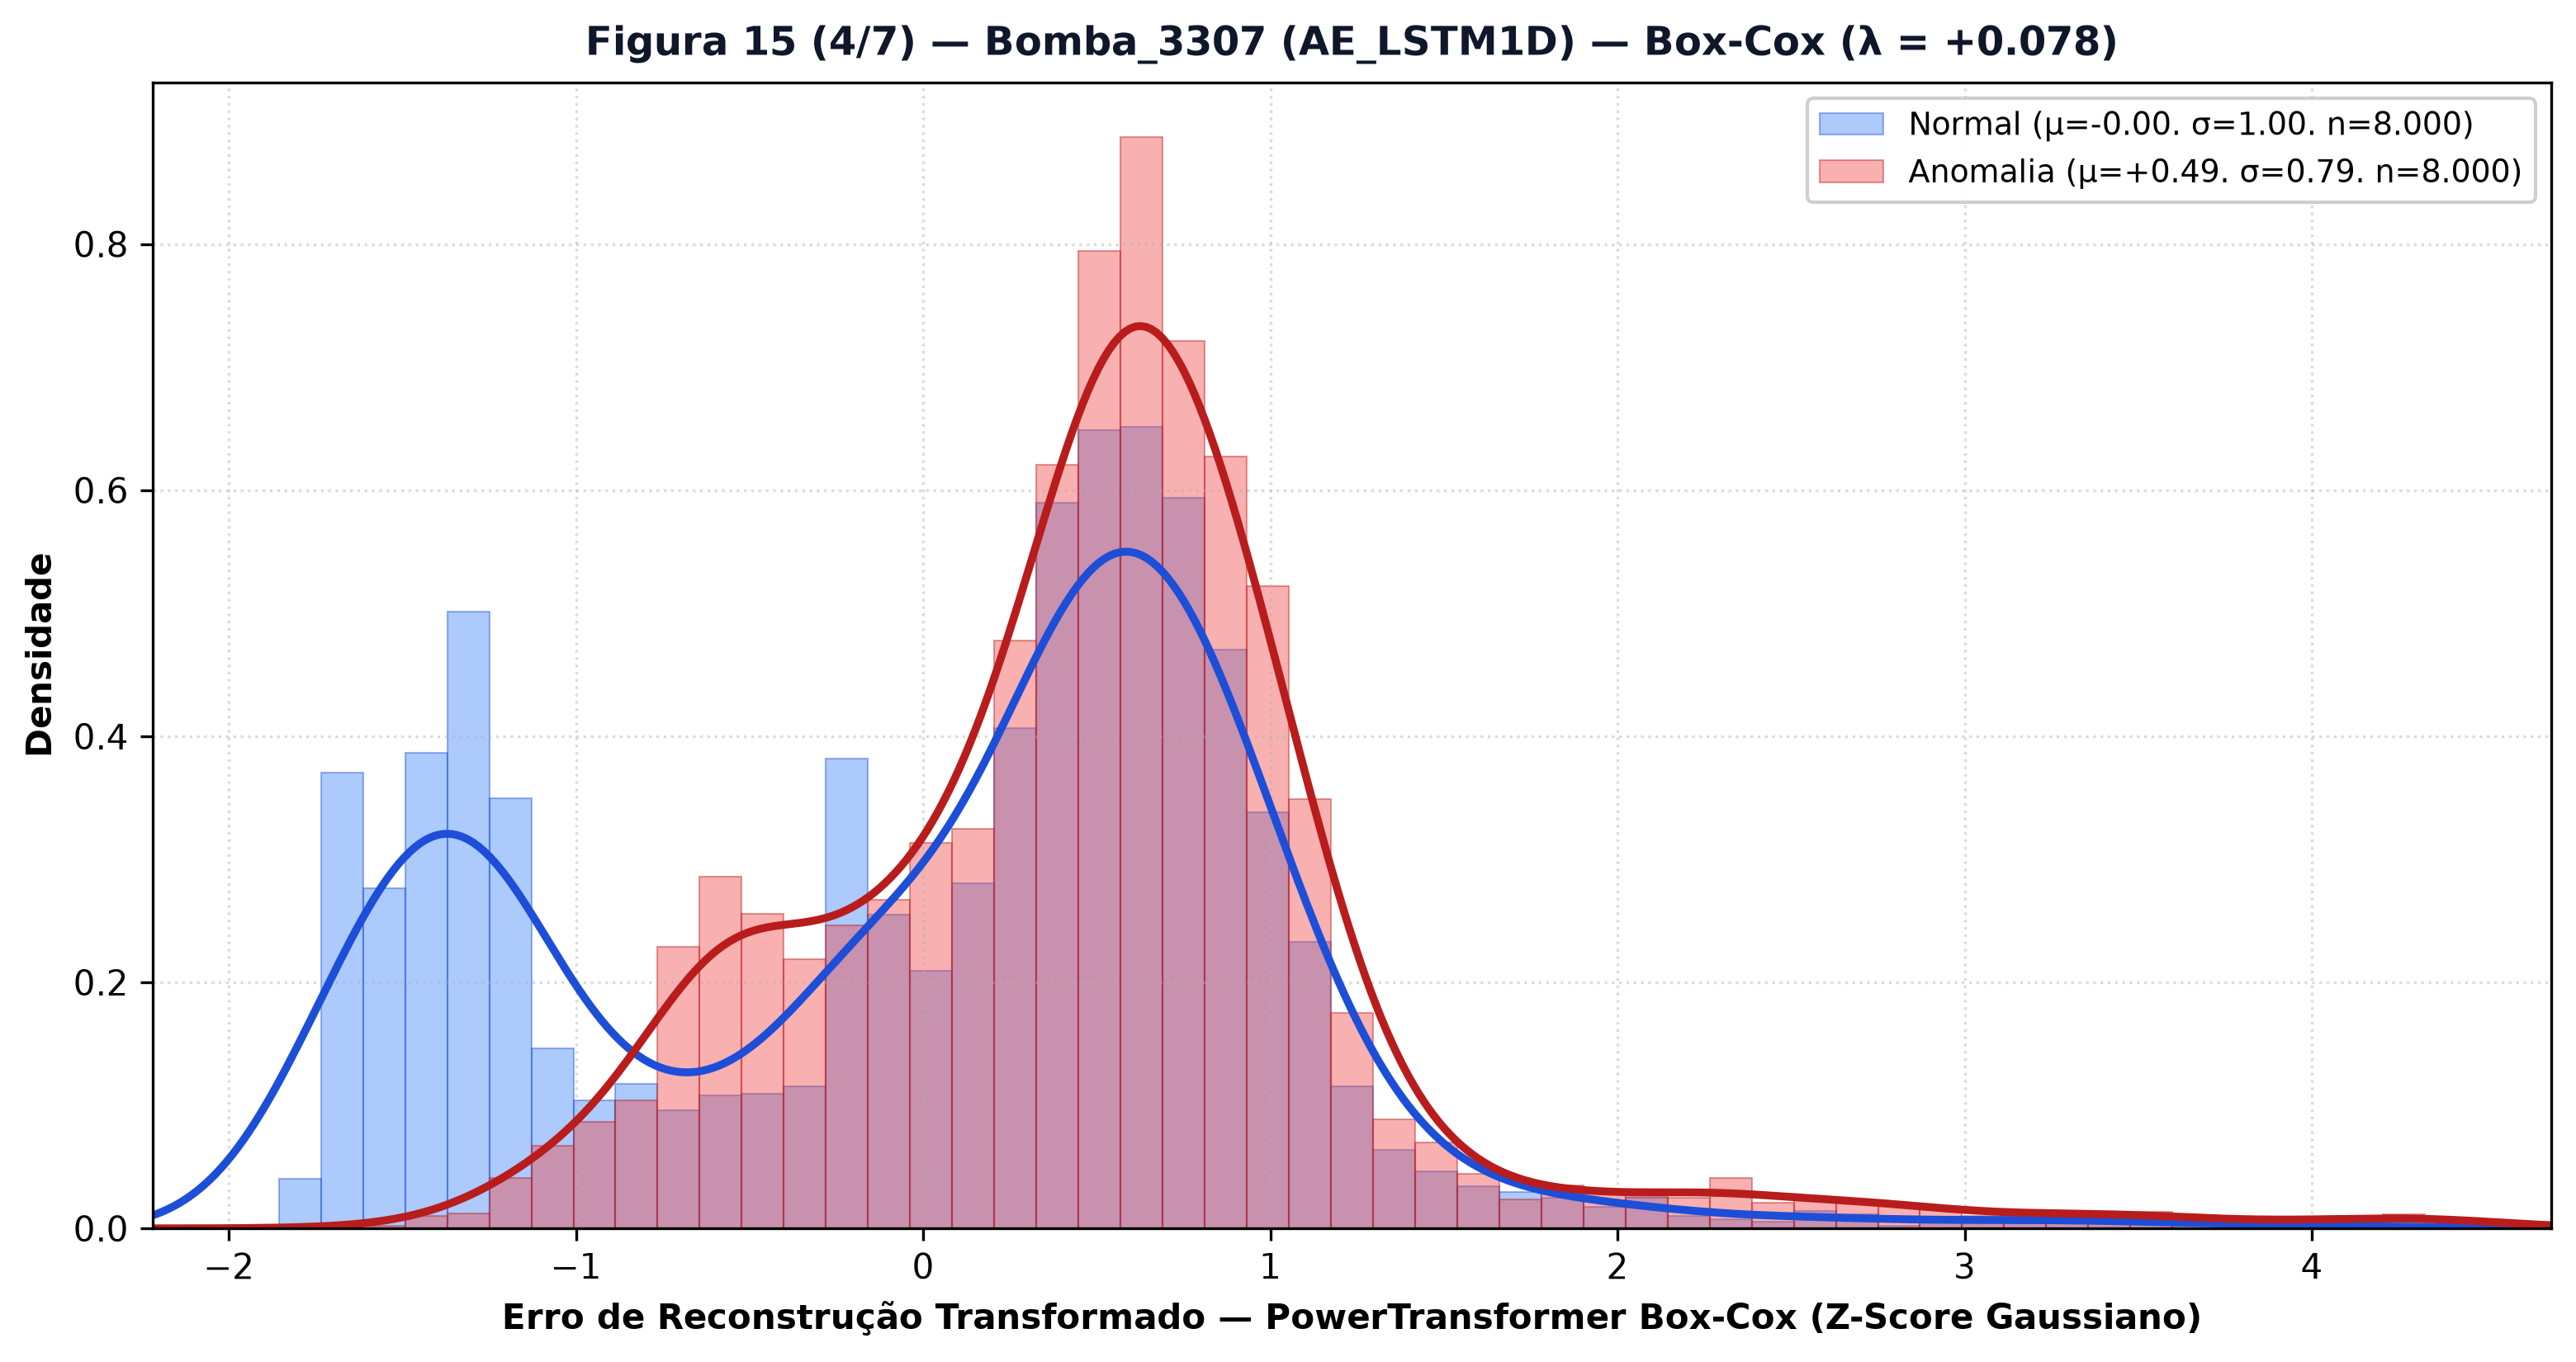 Figura 15 (4/7) — Bomba_3307 (AE_LSTM1D) — Box-Cox (λ = +0.078)
Normal (μ=-0.00. σ=1.00. n=8.000)
Anomalia (μ=+0.49. σ=0.79. n=8.000)
Densidade
0.8
0.6
0.4
0.2
0.0
−2 −1 0 1 2 3 4
Erro de Reconstrução Transformado — PowerTransformer Box-Cox (Z-Score Gaussiano)